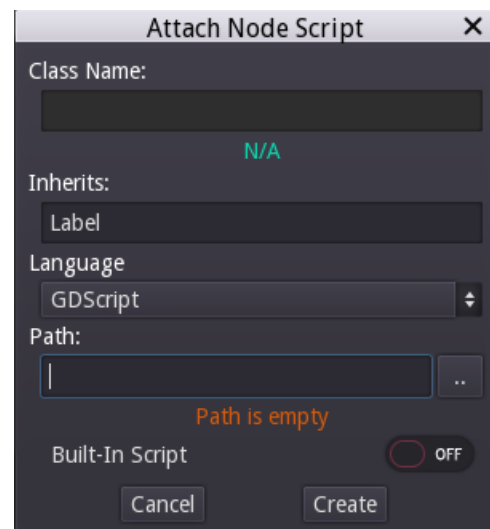 Attach Node Script
Class Name:
N/A
Inherits:
Label
Language
GDScript
Path:
..
Path is empty
Built-In Script OFF
Cancel Create